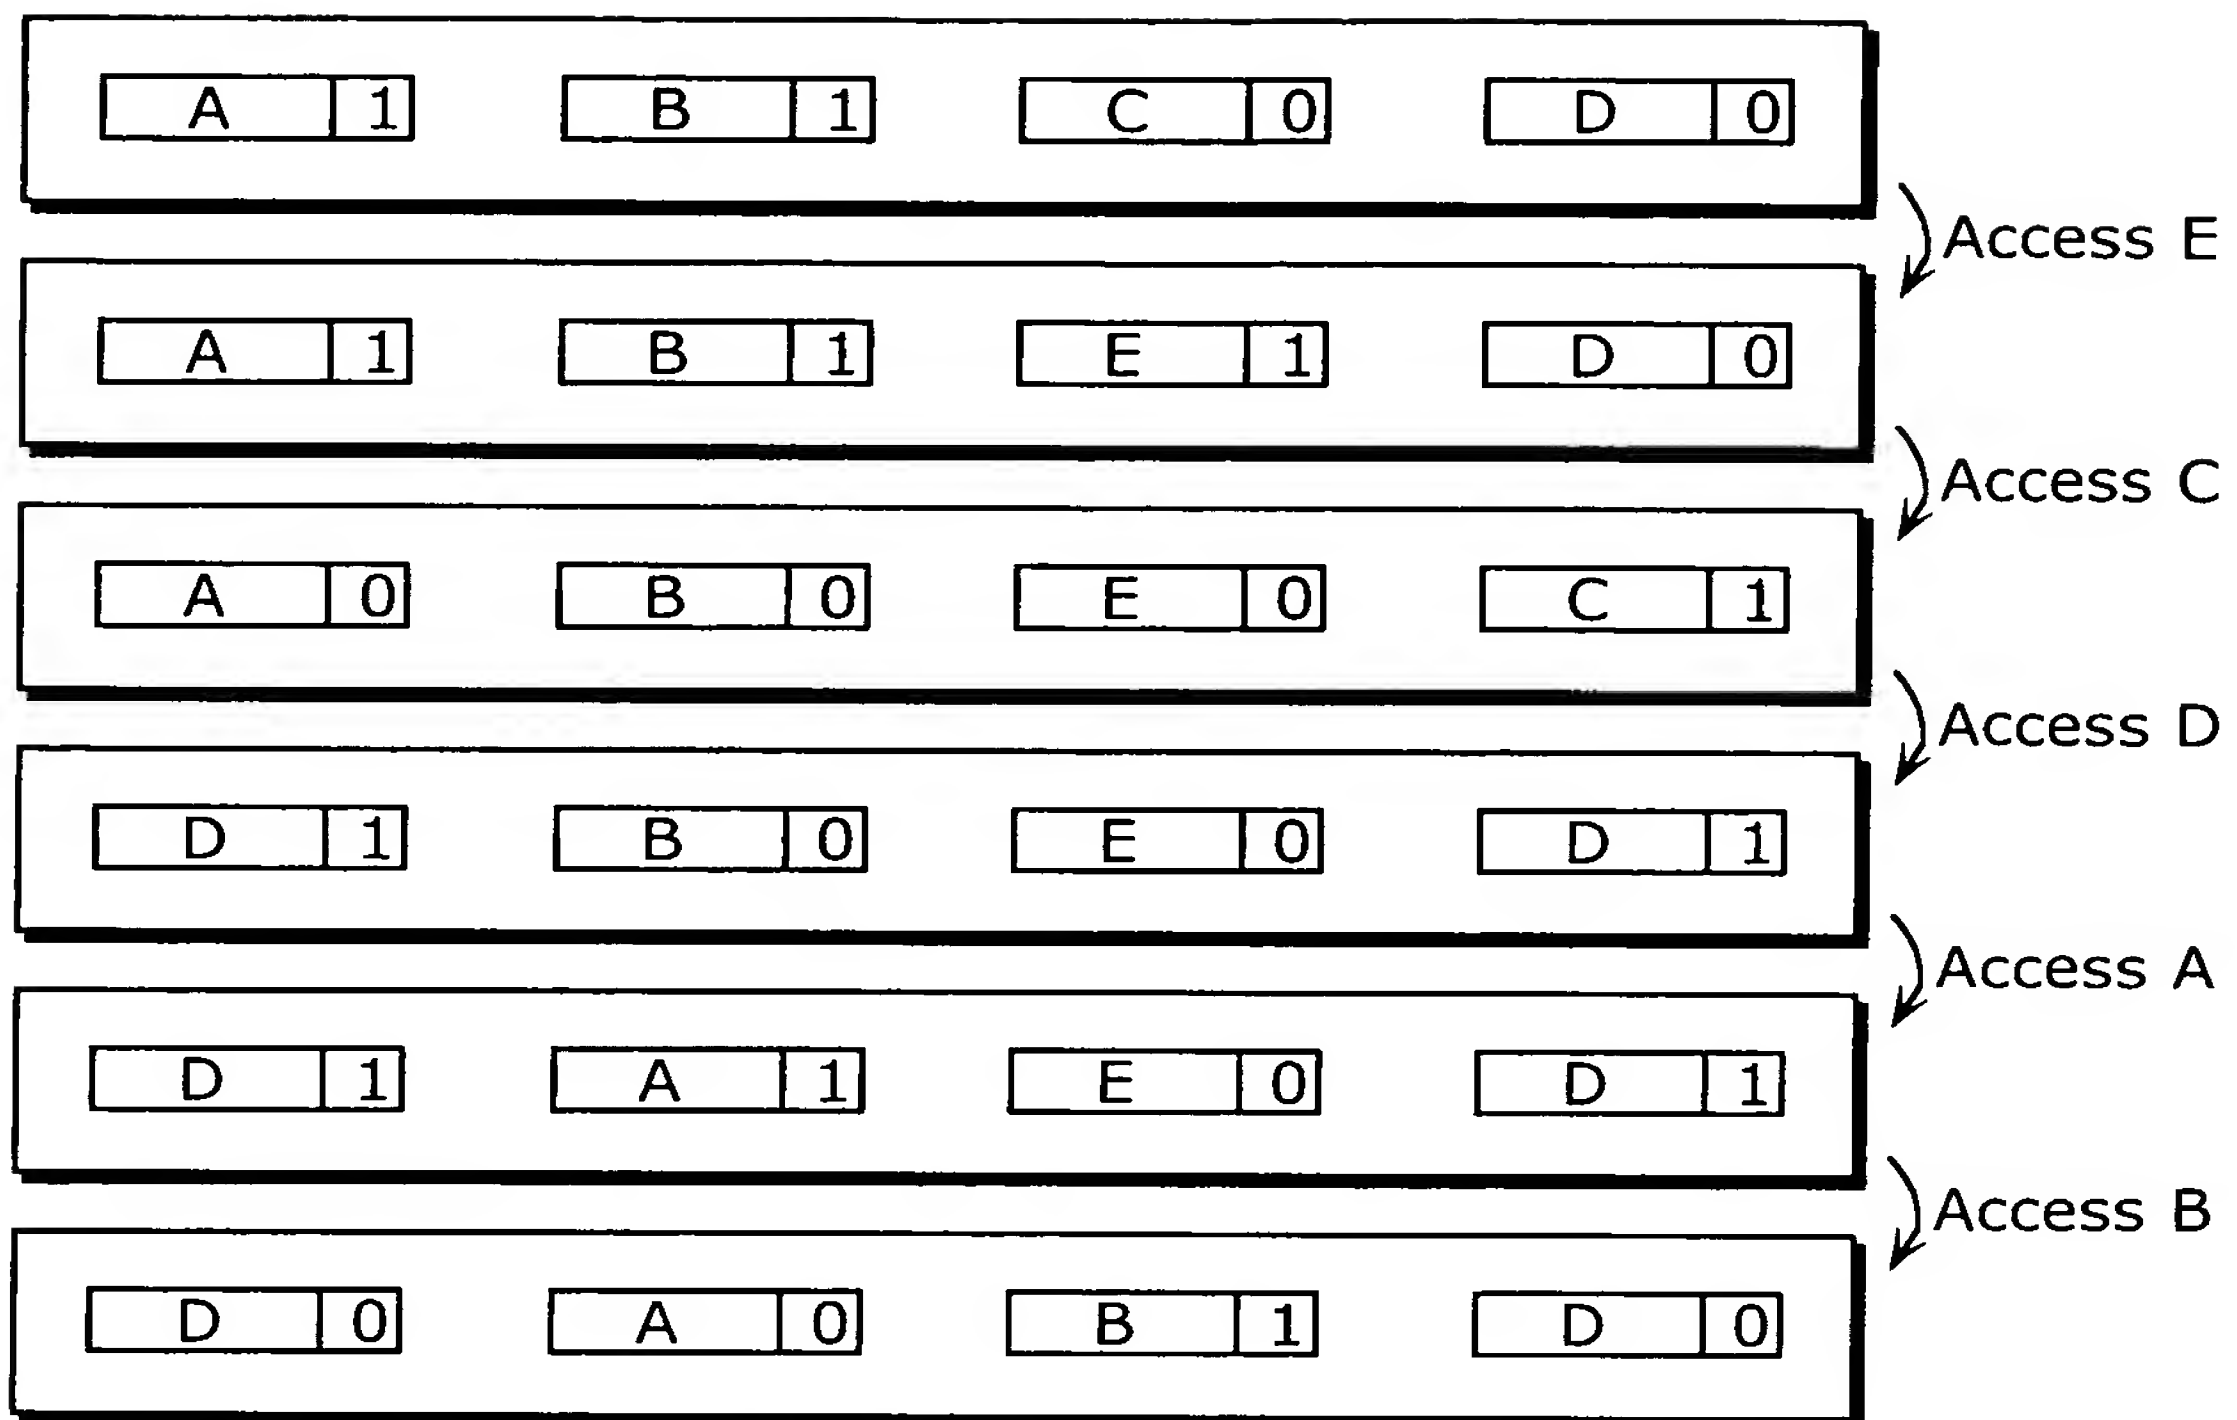 A 1 B 1 C 0 D 0
Access E
A 1 B 1 E 1 D 0
Access C
A 0 B 0 E 0 C 1
Access D
D 1 B 0 E 0 D 1
Access A
D 1 A 1 E 0 D 1
Access B
D 0 A 0 B 1 D 0